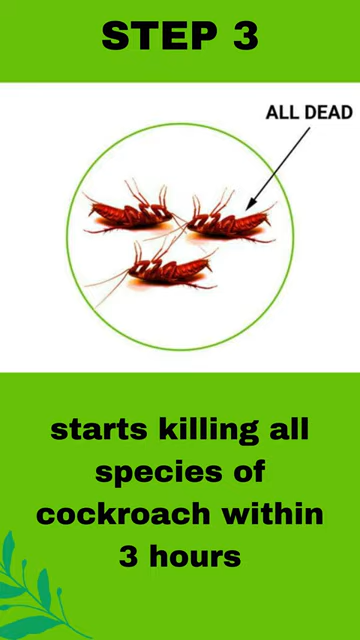 STEP 3
ALL DEAD
starts killing all
species of
cockroach within
3 hours